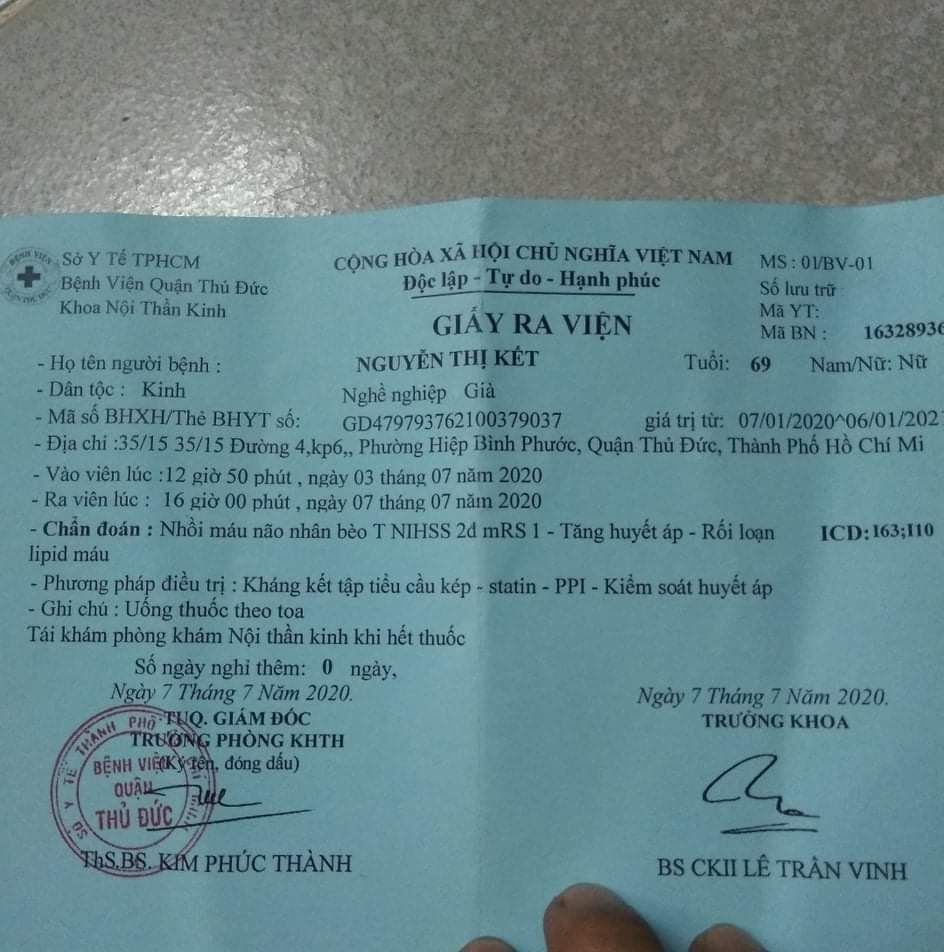 Sở Y Tế TPHCM
Bệnh Viện Quận Thủ Đức
Khoa Nội Thần Kinh
CỘNG HÒA XÃ HỘI CHỦ NGHĨA VIỆT NAM
Độc lập - Tự do - Hạnh phúc
GIẤY RA VIỆN
MS : 01/BV-01
Số lưu trữ :
Mã YT:
Mã BN : 16328936
- Họ tên người bệnh : NGUYỄN THỊ KÉT Tuổi: 69 Nam/Nữ: Nữ
- Dân tộc : Kinh Nghề nghiệp Già
- Mã số BHXH/Thẻ BHYT số: GD479793762100379037 giá trị từ: 07/01/2020^06/01/202
- Địa chỉ :35/15 35/15 Đường 4,kp6,, Phường Hiệp Bình Phước, Quận Thủ Đức, Thành Phố Hồ Chí Mi
- Vào viện lúc :12 giờ 50 phút , ngày 03 tháng 07 năm 2020
- Ra viện lúc : 16 giờ 00 phút , ngày 07 tháng 07 năm 2020
- Chẩn đoán : Nhồi máu não nhân bèo T NIHSS 2d mRS 1 - Tăng huyết áp - Rối loạn ICD:I63;I10
lipid máu
- Phương pháp điều trị : Kháng kết tập tiểu cầu kép - statin - PPI - Kiểm soát huyết áp
- Ghi chú : Uống thuốc theo toa
Tái khám phòng khám Nội thần kinh khi hết thuốc
Số ngày nghỉ thêm: 0 ngày,
Ngày 7 Tháng 7 Năm 2020.
TUQ. GIÁM ĐỐC
TRƯỞNG PHÒNG KHTH
(Ký tên, đóng dấu)
BỆNH VIỆN
QUẬN
THỦ ĐỨC
ThS.BS. KIM PHÚC THÀNH
Ngày 7 Tháng 7 Năm 2020.
TRƯỞNG KHOA
BS CKII LÊ TRẦN VINH